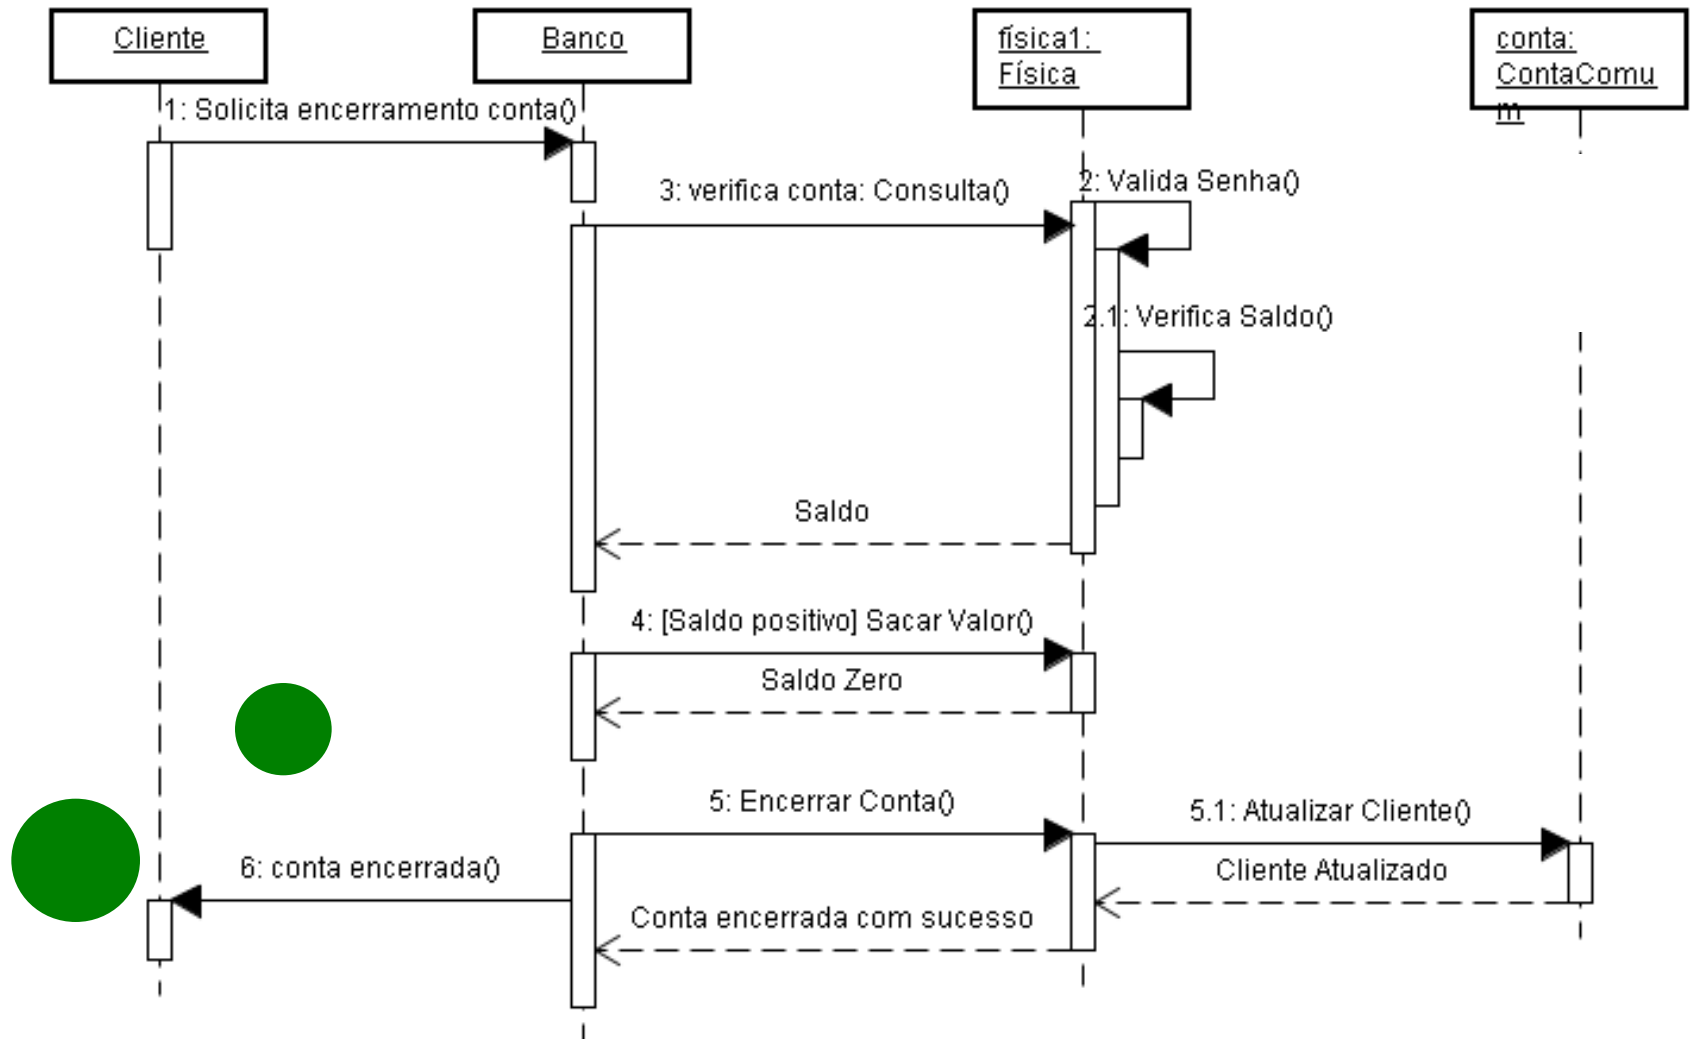 Cliente
Banco
física1:
Física
conta:
ContaComu
m
1: Solicita encerramento conta()
2: Valida Senha()
3: verifica conta: Consulta()
2.1: Verifica Saldo()
Saldo
4: [Saldo positivo] Sacar Valor()
Saldo Zero
5: Encerrar Conta()
5.1: Atualizar Cliente()
6: conta encerrada()
Cliente Atualizado
Conta encerrada com sucesso